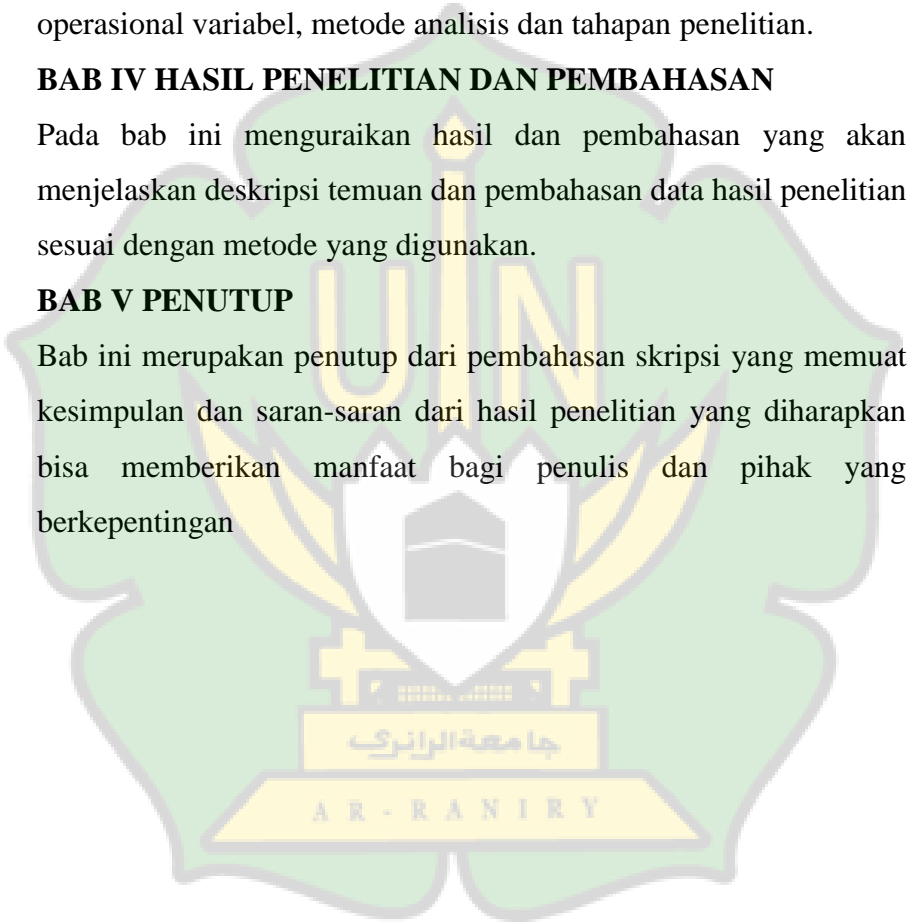 operasional variabel, metode analisis dan tahapan penelitian.
BAB IV HASIL PENELITIAN DAN PEMBAHASAN
Pada bab ini menguraikan hasil dan pembahasan yang akan
menjelaskan deskripsi temuan dan pembahasan data hasil penelitian
sesuai dengan metode yang digunakan.
BAB V PENUTUP
Bab ini merupakan penutup dari pembahasan skripsi yang memuat
kesimpulan dan saran-saran dari hasil penelitian yang diharapkan
bisa memberikan manfaat bagi penulis dan pihak yang
berkepentingan
UIN
جامعة الرانري
AR-RANIRY